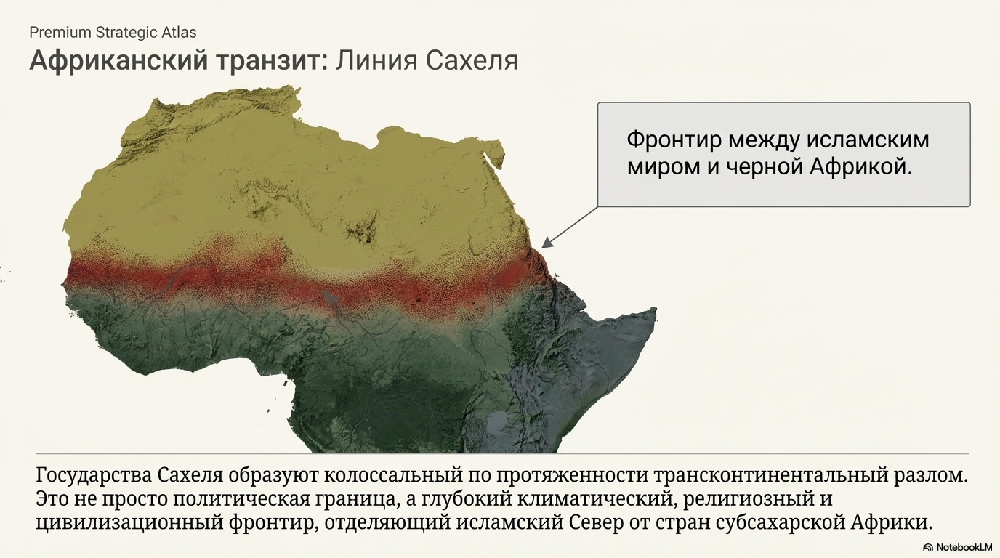 Premium Strategic Atlas
Африканский транзит: Линия Сахеля
Фронтир между исламским
миром и черной Африкой.
Государства Сахеля образуют колоссальный по протяженности трансконтинентальный разлом.
Это не просто политическая граница, а глубокий климатический, религиозный и
цивилизационный фронтир, отделяющий исламский Север от стран субсахарской Африки.
NotebookLM